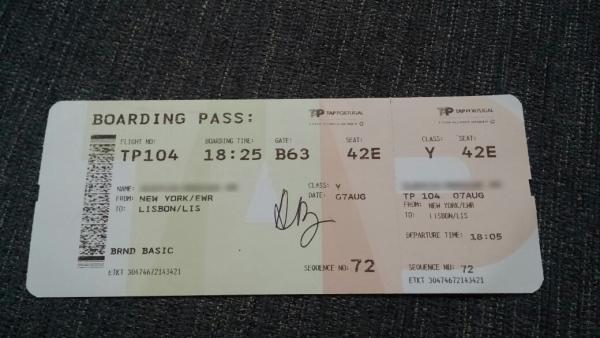 BOARDING PASS:
TAP PORTUGAL
FLIGHT NO: BOARDING TIME: GATE: SEAT:
TP104 18:25 B63 42E
NAME:
CLASS: Y
FROM: NEW YORK/EWR
DATE: 07AUG
TO: LISBON/LIS
BRND BASIC
SEQUENCE NO: 72
ETKT 30474672143421
TAP PORTUGAL
CLASS: SEAT:
Y 42E
TP 104 07AUG
FROM: NEW YORK/EWR
TO: LISBON/LIS
DEPARTURE TIME: 18:05
SEQUENCE NO: 72
ETKT 30474672143421